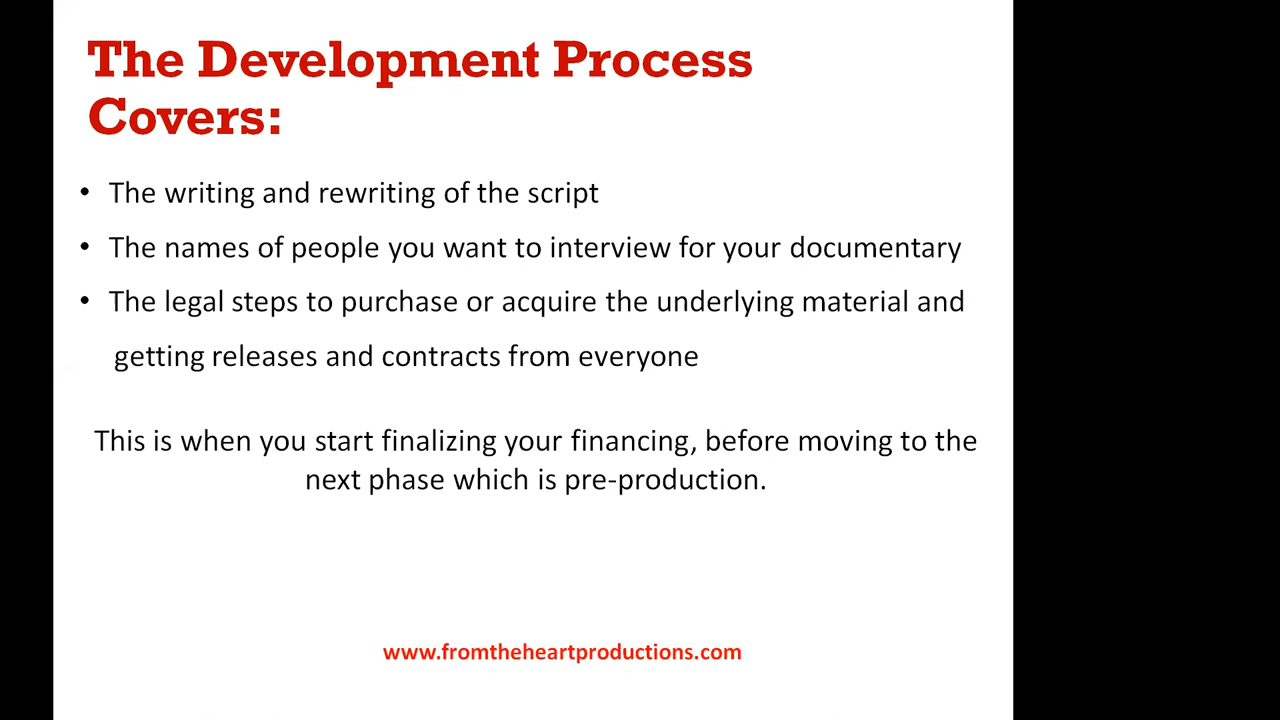 The Development Process
Covers:
• The writing and rewriting of the script
• The names of people you want to interview for your documentary
• The legal steps to purchase or acquire the underlying material and
getting releases and contracts from everyone
This is when you start finalizing your financing, before moving to the
next phase which is pre-production.
www.fromtheheartproductions.com